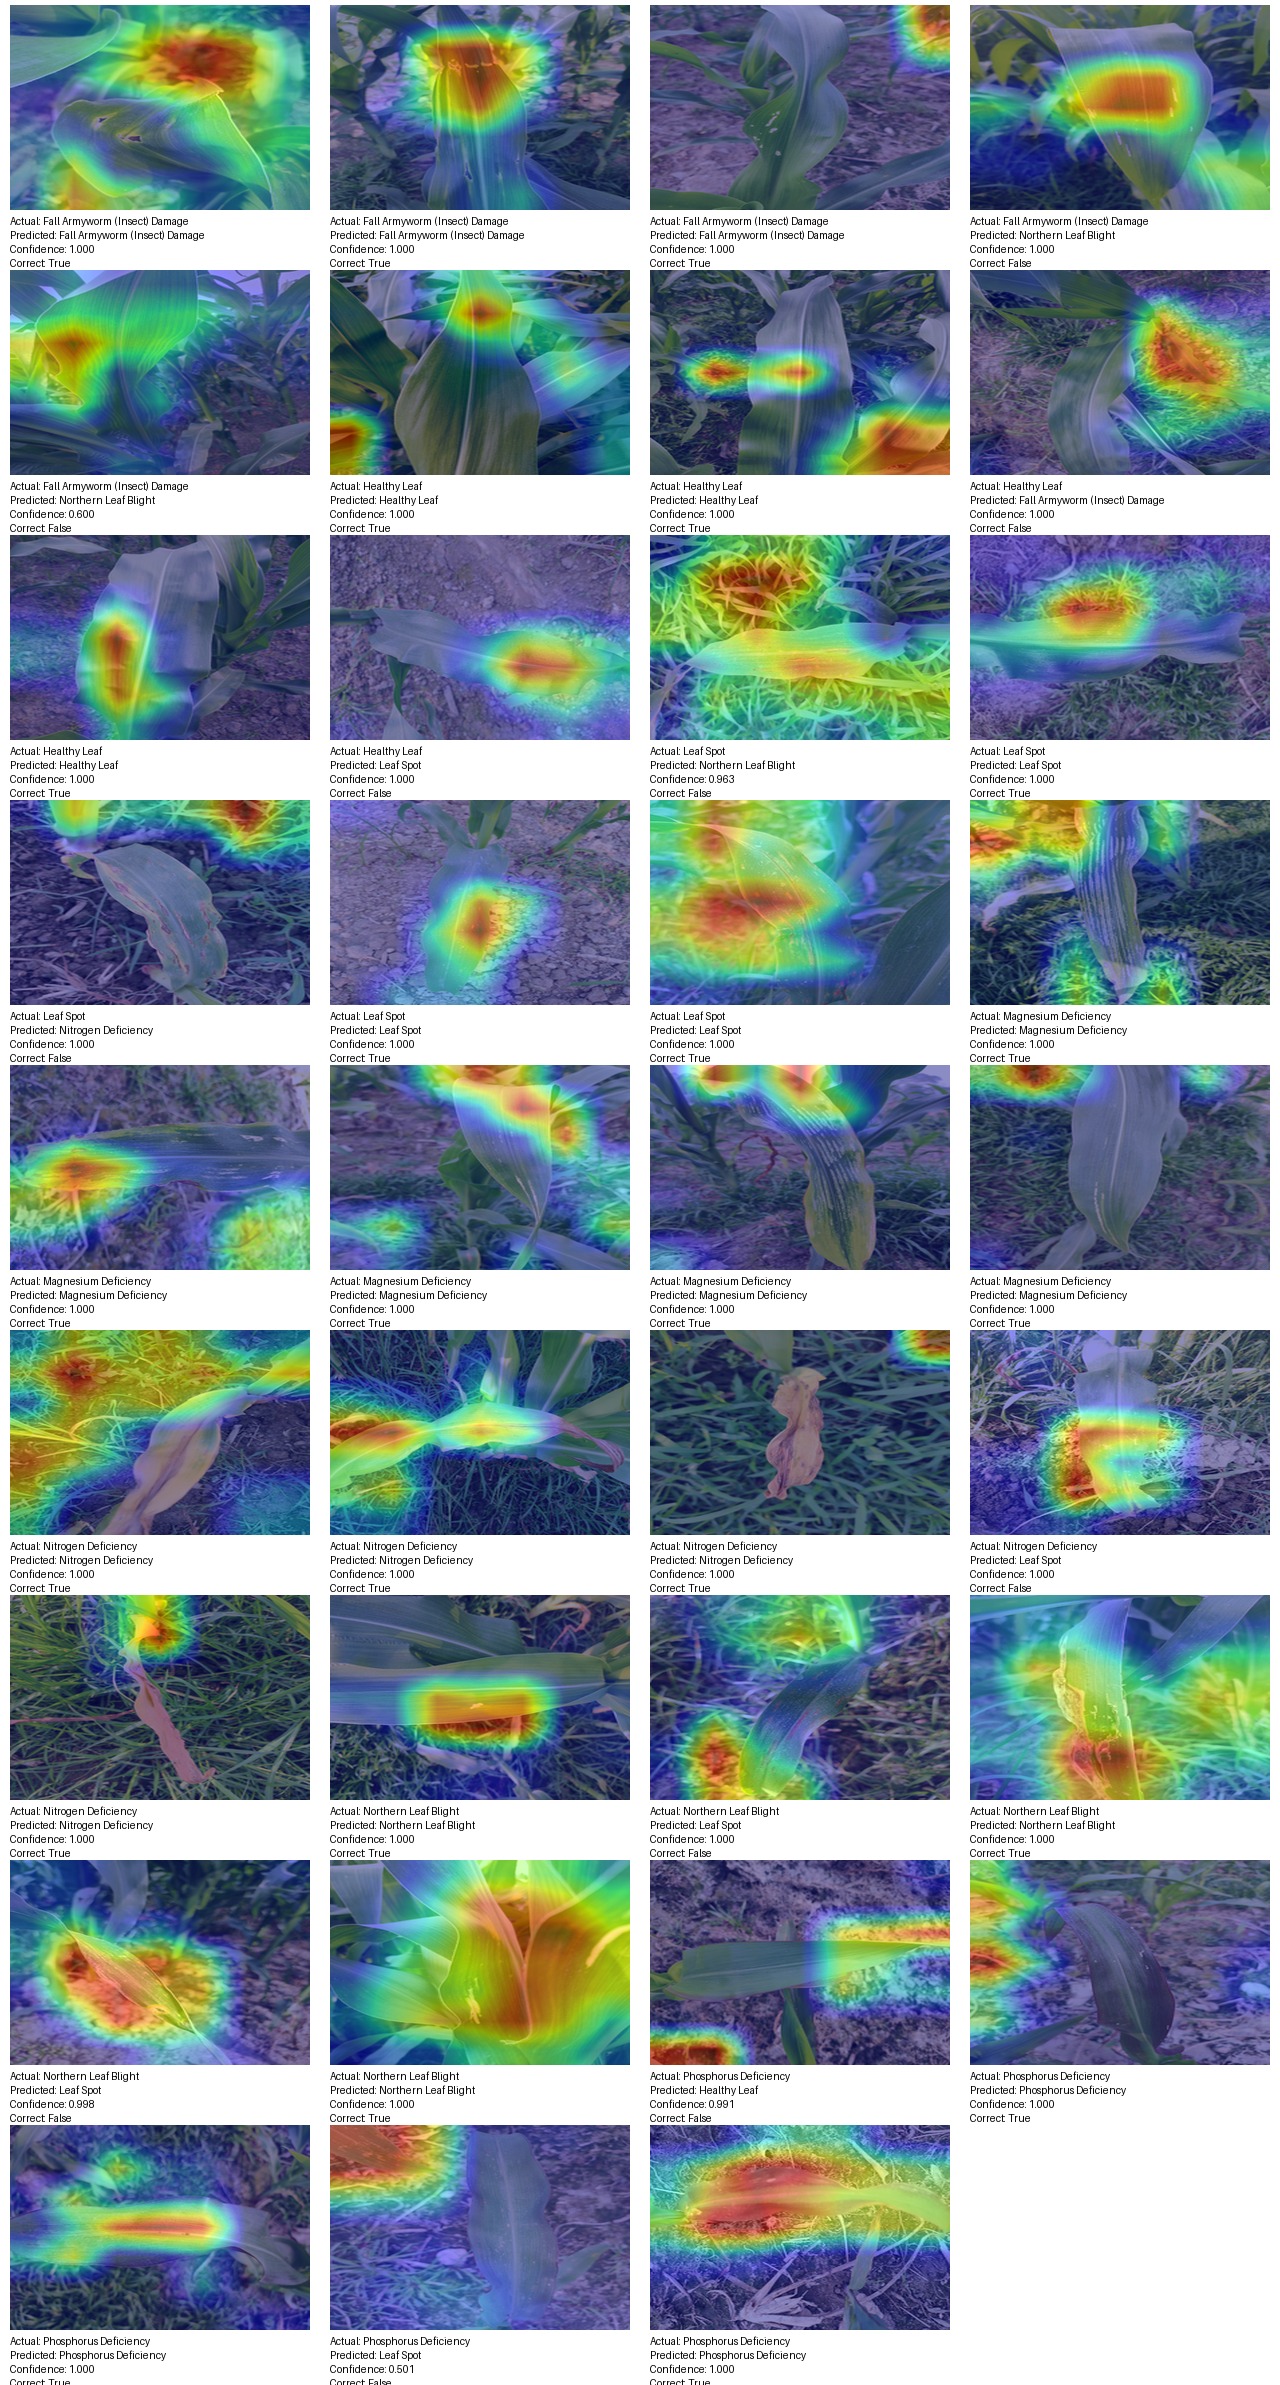 Actual: Fall Armyworm (Insect) Damage
Predicted: Fall Armyworm (Insect) Damage
Confidence: 1.000
Correct: True
Actual: Fall Armyworm (Insect) Damage
Predicted: Fall Armyworm (Insect) Damage
Confidence: 1.000
Correct: True
Actual: Fall Armyworm (Insect) Damage
Predicted: Fall Armyworm (Insect) Damage
Confidence: 1.000
Correct: True
Actual: Fall Armyworm (Insect) Damage
Predicted: Northern Leaf Blight
Confidence: 1.000
Correct: False
Actual: Fall Armyworm (Insect) Damage
Predicted: Northern Leaf Blight
Confidence: 0.600
Correct: False
Actual: Healthy Leaf
Predicted: Healthy Leaf
Confidence: 1.000
Correct: True
Actual: Healthy Leaf
Predicted: Healthy Leaf
Confidence: 1.000
Correct: True
Actual: Healthy Leaf
Predicted: Fall Armyworm (Insect) Damage
Confidence: 1.000
Correct: False
Actual: Healthy Leaf
Predicted: Healthy Leaf
Confidence: 1.000
Correct: True
Actual: Healthy Leaf
Predicted: Leaf Spot
Confidence: 1.000
Correct: False
Actual: Leaf Spot
Predicted: Northern Leaf Blight
Confidence: 0.963
Correct: False
Actual: Leaf Spot
Predicted: Leaf Spot
Confidence: 1.000
Correct: True
Actual: Leaf Spot
Predicted: Nitrogen Deficiency
Confidence: 1.000
Correct: False
Actual: Leaf Spot
Predicted: Leaf Spot
Confidence: 1.000
Correct: True
Actual: Leaf Spot
Predicted: Leaf Spot
Confidence: 1.000
Correct: True
Actual: Magnesium Deficiency
Predicted: Magnesium Deficiency
Confidence: 1.000
Correct: True
Actual: Magnesium Deficiency
Predicted: Magnesium Deficiency
Confidence: 1.000
Correct: True
Actual: Magnesium Deficiency
Predicted: Magnesium Deficiency
Confidence: 1.000
Correct: True
Actual: Magnesium Deficiency
Predicted: Magnesium Deficiency
Confidence: 1.000
Correct: True
Actual: Magnesium Deficiency
Predicted: Magnesium Deficiency
Confidence: 1.000
Correct: True
Actual: Nitrogen Deficiency
Predicted: Nitrogen Deficiency
Confidence: 1.000
Correct: True
Actual: Nitrogen Deficiency
Predicted: Nitrogen Deficiency
Confidence: 1.000
Correct: True
Actual: Nitrogen Deficiency
Predicted: Nitrogen Deficiency
Confidence: 1.000
Correct: True
Actual: Nitrogen Deficiency
Predicted: Leaf Spot
Confidence: 1.000
Correct: False
Actual: Nitrogen Deficiency
Predicted: Nitrogen Deficiency
Confidence: 1.000
Correct: True
Actual: Northern Leaf Blight
Predicted: Northern Leaf Blight
Confidence: 1.000
Correct: True
Actual: Northern Leaf Blight
Predicted: Leaf Spot
Confidence: 1.000
Correct: False
Actual: Northern Leaf Blight
Predicted: Northern Leaf Blight
Confidence: 1.000
Correct: True
Actual: Northern Leaf Blight
Predicted: Leaf Spot
Confidence: 0.998
Correct: False
Actual: Northern Leaf Blight
Predicted: Northern Leaf Blight
Confidence: 1.000
Correct: True
Actual: Phosphorus Deficiency
Predicted: Healthy Leaf
Confidence: 0.991
Correct: False
Actual: Phosphorus Deficiency
Predicted: Phosphorus Deficiency
Confidence: 1.000
Correct: True
Actual: Phosphorus Deficiency
Predicted: Phosphorus Deficiency
Confidence: 1.000
Correct: True
Actual: Phosphorus Deficiency
Predicted: Leaf Spot
Confidence: 0.501
Correct: False
Actual: Phosphorus Deficiency
Predicted: Phosphorus Deficiency
Confidence: 1.000
Correct: True